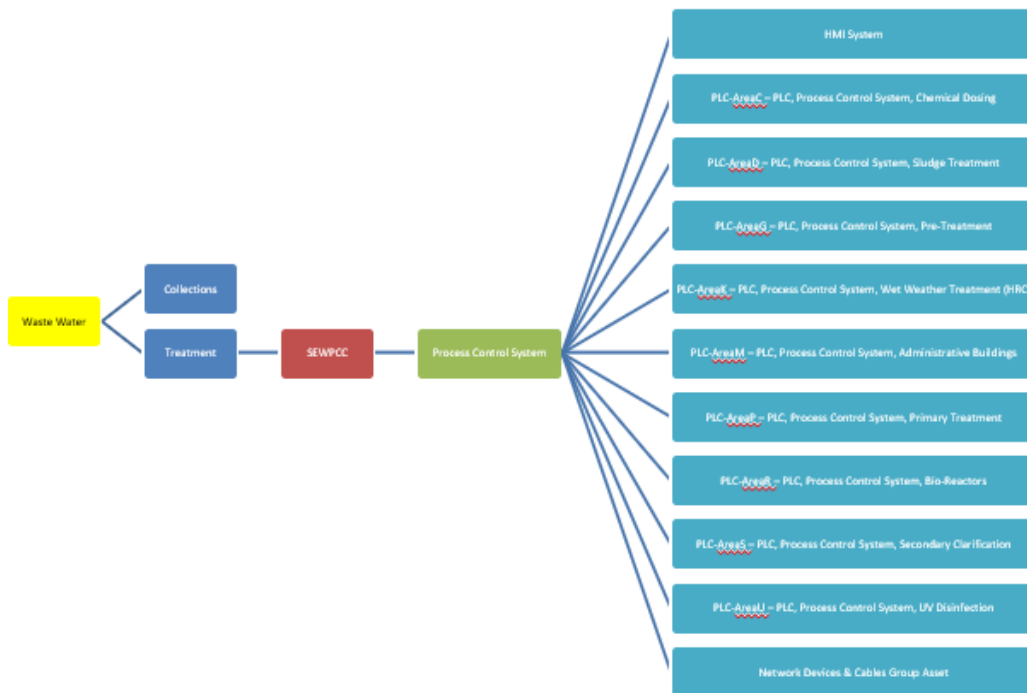 HMI System
PLC-AreaC – PLC, Process Control System, Chemical Dosing
PLC-AreaD – PLC, Process Control System, Sludge Treatment
PLC-AreaG – PLC, Process Control System, Pre-Treatment
Collections
PLC-AreaK – PLC, Process Control System, Wet Weather Treatment (HRC
Waste Water
Treatment
SEWPCC
Process Control System
PLC-AreaM – PLC, Process Control System, Administrative Buildings
PLC-AreaP – PLC, Process Control System, Primary Treatment
PLC-AreaR – PLC, Process Control System, Bio-Reactors
PLC-AreaS – PLC, Process Control System, Secondary Clarification
PLC-AreaU – PLC, Process Control System, UV Disinfection
Network Devices & Cables Group Asset